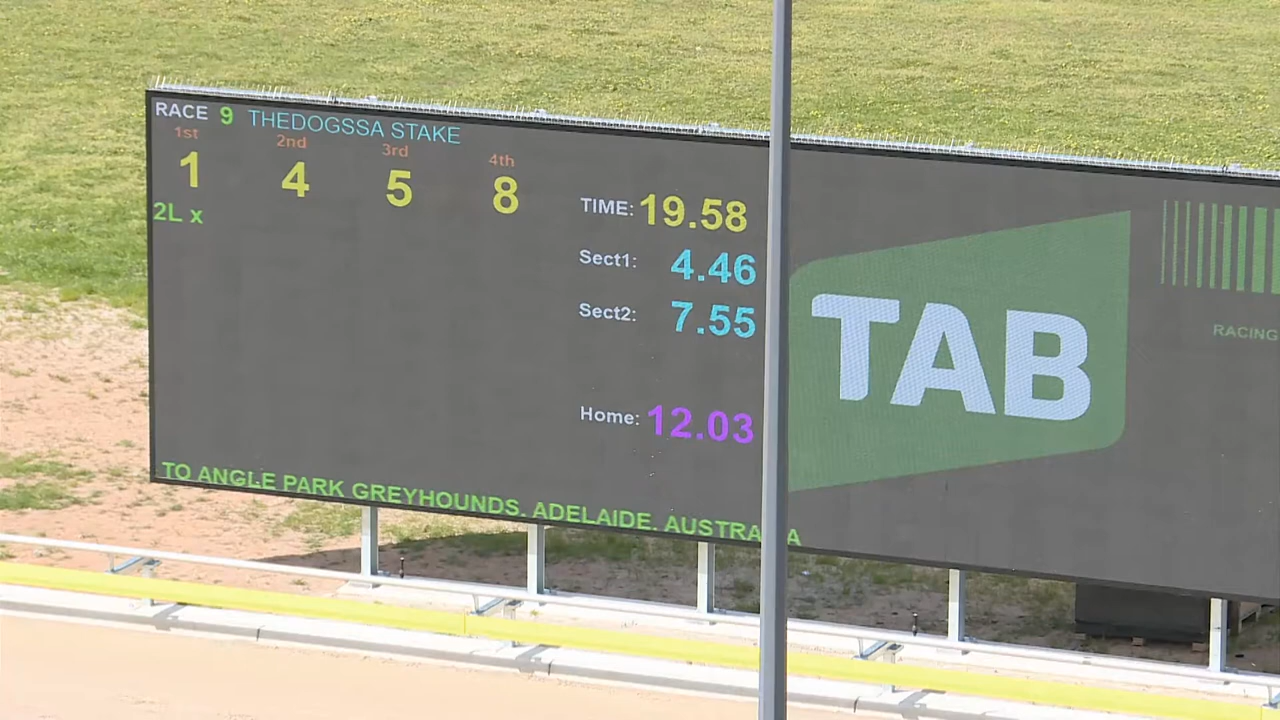 RACE 9 THEDOGSSA STAKE
1st 2nd 3rd 4th
1 4 5 8
2L x
TIME: 19.58
Sect1: 4.46
Sect2: 7.55
Home: 12.03
TAB
RACING
TO ANGLE PARK GREYHOUNDS, ADELAIDE, AUSTRALIA